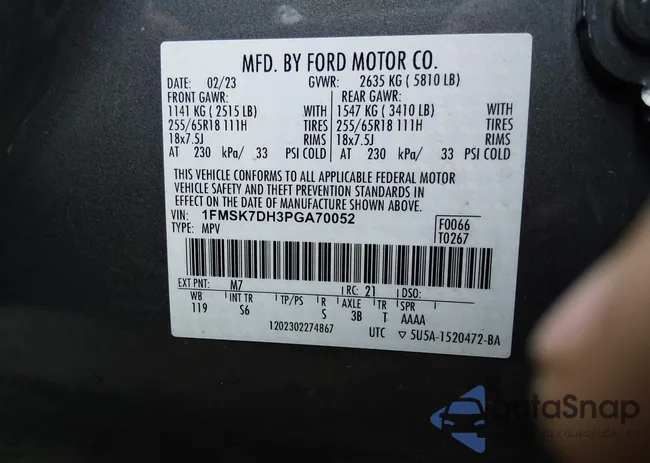 MFD. BY FORD MOTOR CO.
DATE: 02/23 GVWR: 2635 KG ( 5810 LB)
FRONT GAWR: REAR GAWR:
1141 KG ( 2515 LB) WITH 1547 KG ( 3410 LB) WITH
255/65R18 111H TIRES 255/65R18 111H TIRES
18x7.5J RIMS 18x7.5J RIMS
AT 230 kPa/ 33 PSI COLD AT 230 kPa/ 33 PSI COLD
THIS VEHICLE CONFORMS TO ALL APPLICABLE FEDERAL MOTOR
VEHICLE SAFETY AND THEFT PREVENTION STANDARDS IN
EFFECT ON THE DATE OF MANUFACTURE SHOWN ABOVE.
VIN: 1FMSK7DH3PGA70052 F0066
TYPE: MPV T0267
EXT PNT: M7 RC: 21 DSO:
WB INT TR TP/PS R AXLE TR SPR
119 S6 S 3B T AAAA
1202302274867 UTC ▽ 5U5A-1520472-BA
autaSnap